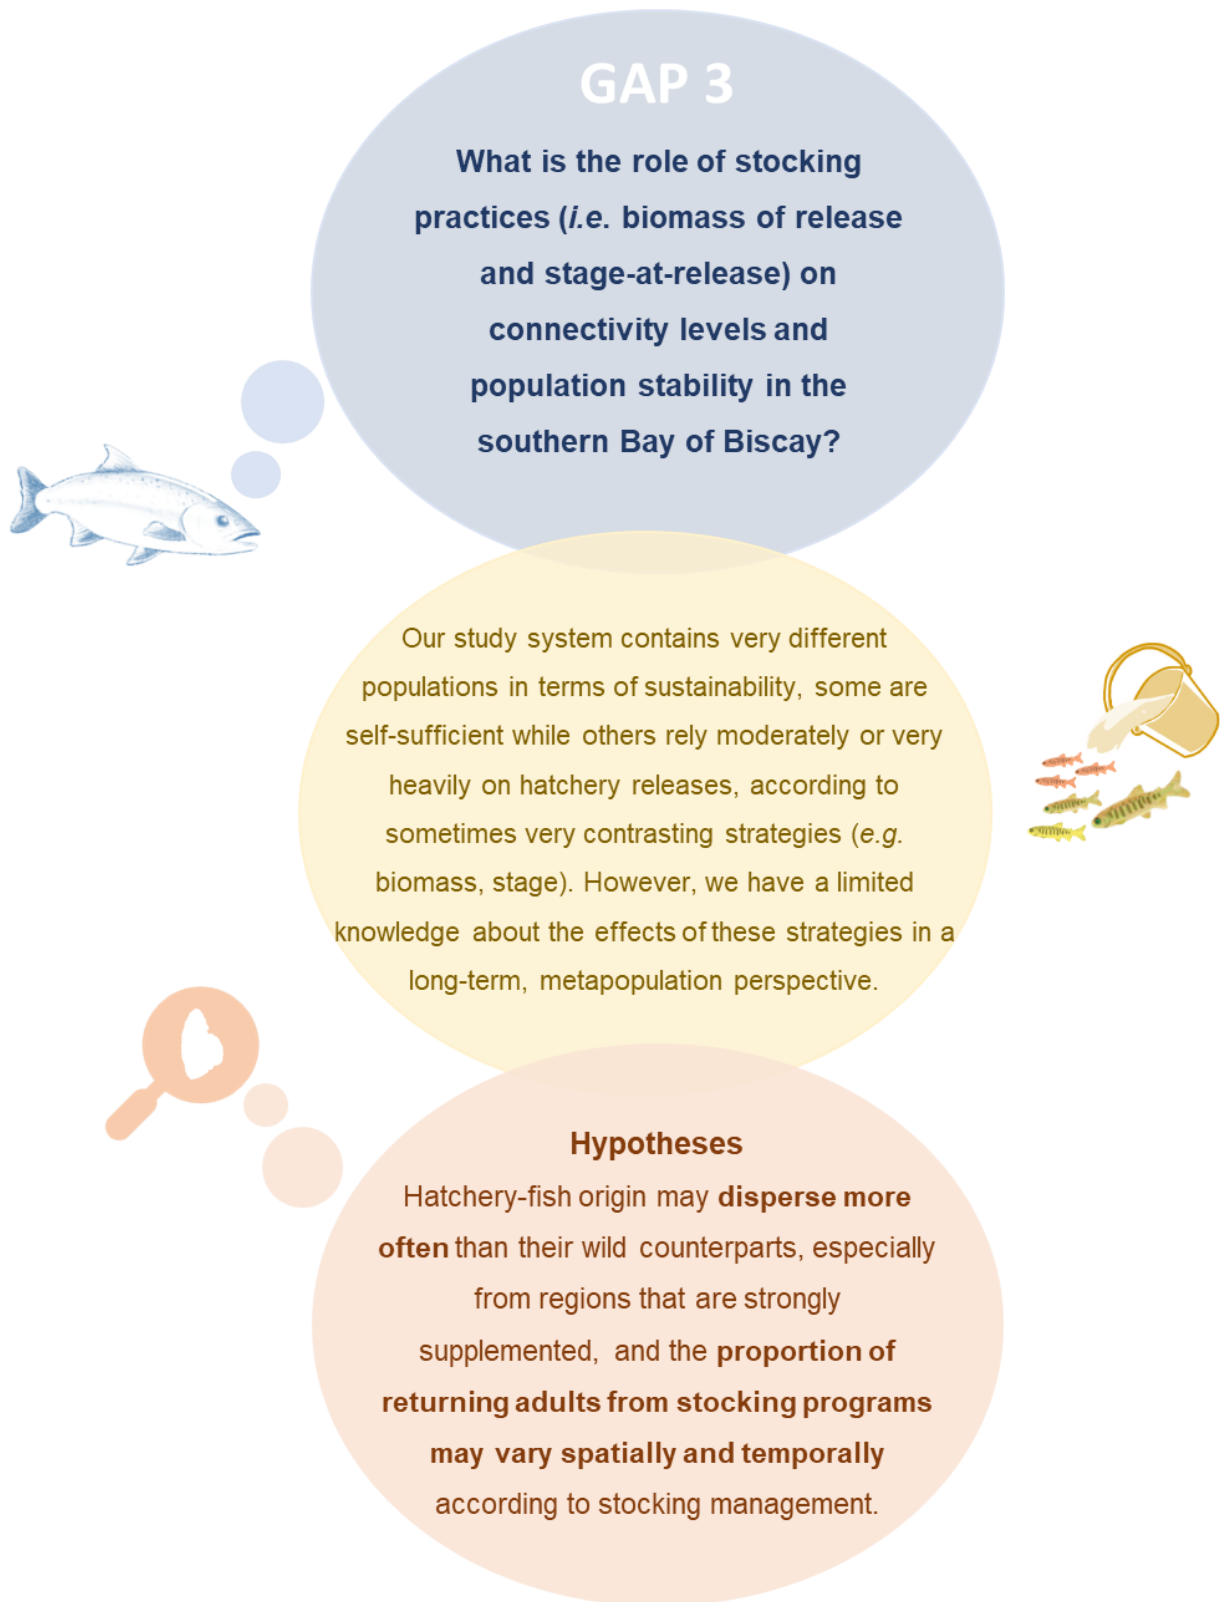 GAP 3
What is the role of stocking
practices (i.e. biomass of release
and stage-at-release) on
connectivity levels and
population stability in the
southern Bay of Biscay?
Our study system contains very different
populations in terms of sustainability, some are
self-sufficient while others rely moderately or very
heavily on hatchery releases, according to
sometimes very contrasting strategies (e.g.
biomass, stage). However, we have a limited
knowledge about the effects of these strategies in a
long-term, metapopulation perspective.
Hypotheses
Hatchery-fish origin may disperse more
often than their wild counterparts, especially
from regions that are strongly
supplemented, and the proportion of
returning adults from stocking programs
may vary spatially and temporally
according to stocking management.